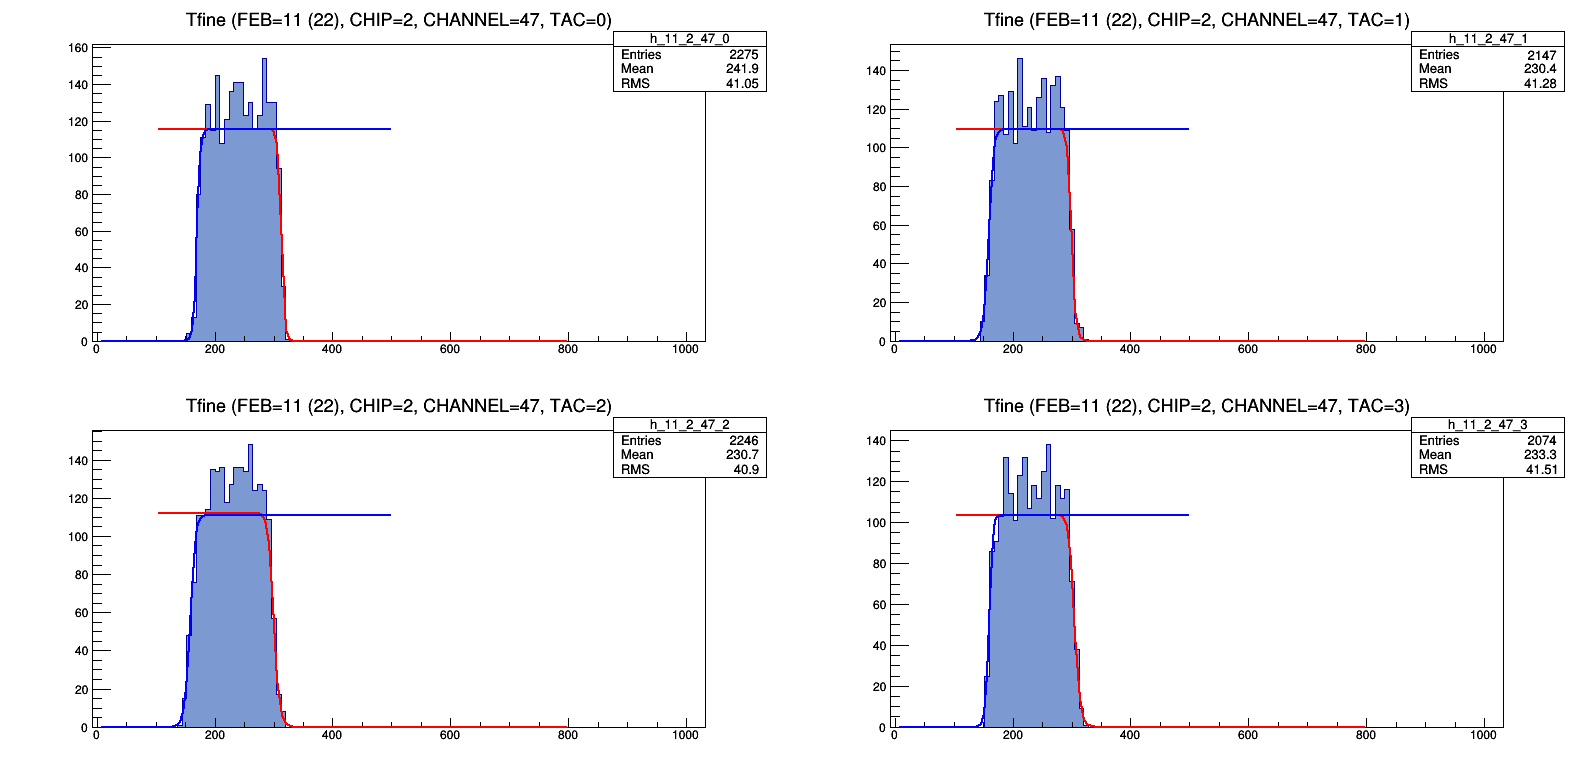 Tfine (FEB=11 (22), CHIP=2, CHANNEL=47, TAC=0)
h_11_2_47_0
Entries 2275
Mean 241.9
RMS 41.05
160
140
120
100
80
60
40
20
0
0 200 400 600 800 1000
Tfine (FEB=11 (22), CHIP=2, CHANNEL=47, TAC=1)
h_11_2_47_1
Entries 2147
Mean 230.4
RMS 41.28
140
120
100
80
60
40
20
0
0 200 400 600 800 1000
Tfine (FEB=11 (22), CHIP=2, CHANNEL=47, TAC=2)
h_11_2_47_2
Entries 2246
Mean 230.7
RMS 40.9
140
120
100
80
60
40
20
0
0 200 400 600 800 1000
Tfine (FEB=11 (22), CHIP=2, CHANNEL=47, TAC=3)
h_11_2_47_3
Entries 2074
Mean 233.3
RMS 41.51
140
120
100
80
60
40
20
0
0 200 400 600 800 1000